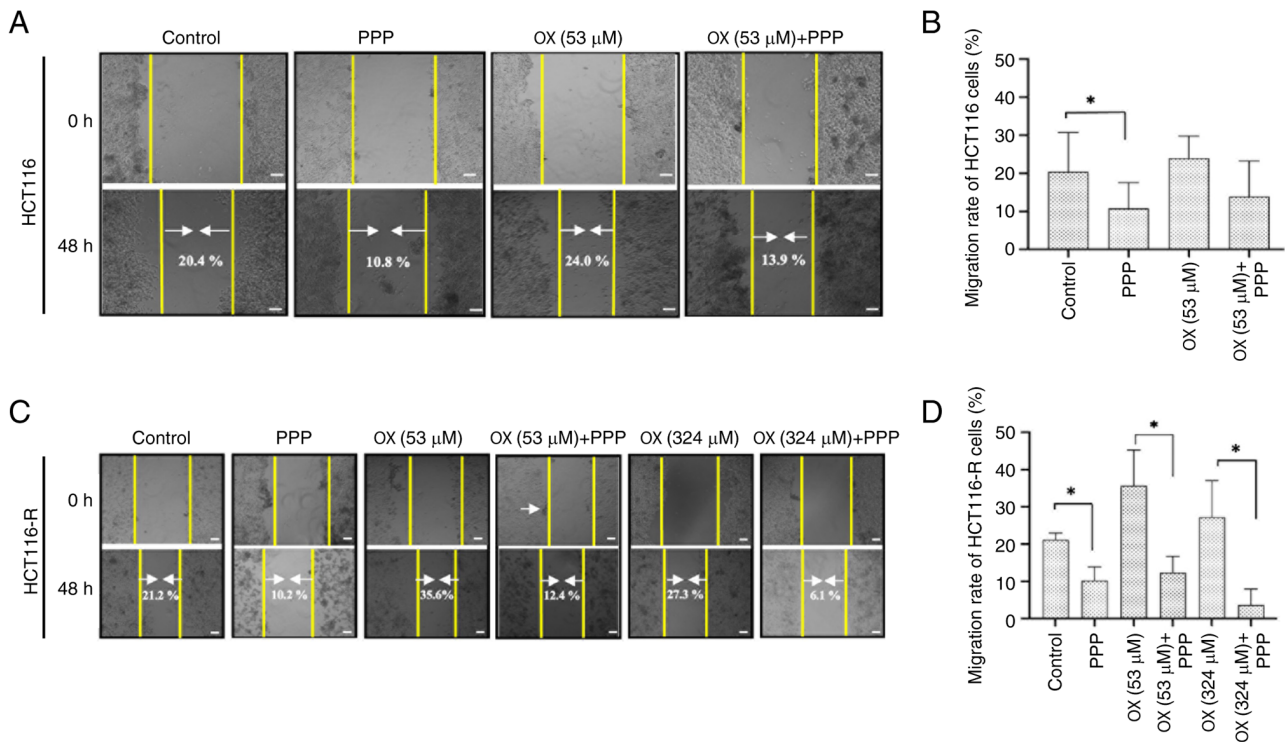 A
Control
PPP
OX (53 μM)
OX (53 μM)+PPP
HCT116
0 h
48 h
20.4 %
10.8 %
24.0 %
13.9 %
B
Migration rate of HCT116 cells (%)
50
40
30
20
10
0
*
Control
PPP
OX (53 μM)
OX (53 μM)+
PPP
C
Control
PPP
OX (53 μM)
OX (53 μM)+PPP
OX (324 μM)
OX (324 μM)+PPP
HCT116-R
0 h
48 h
21.2 %
10.2 %
35.6%
12.4 %
27.3 %
6.1 %
D
Migration rate of HCT116-R cells (%)
50
40
30
20
10
0
*
*
*
Control
PPP
OX (53 μM)
OX (53 μM)+
PPP
OX (324 μM)
OX (324 μM)+
PPP